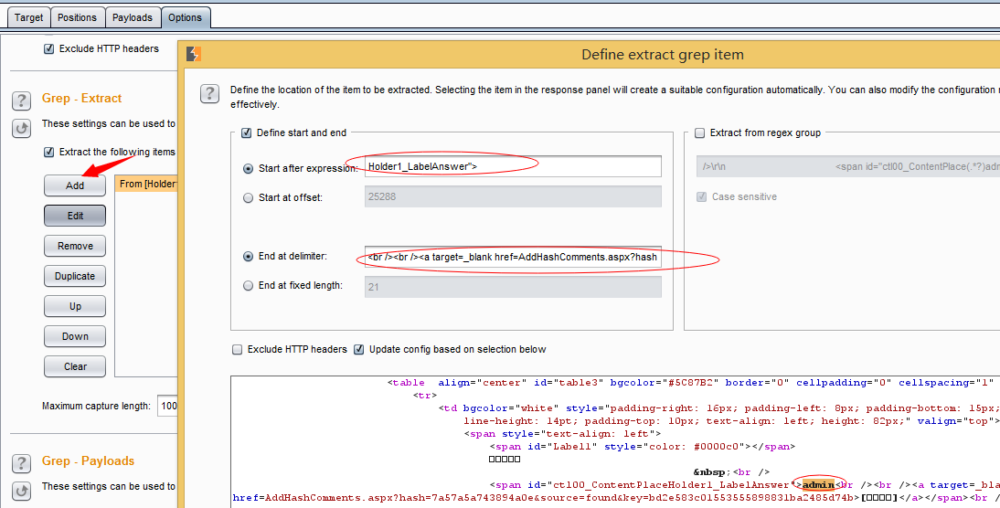 Target Positions Payloads Options
Exclude HTTP headers
Define extract grep item
Grep - Extract
These settings can be used to
Extract the following items
Add
From [Holder1
Edit
Remove
Duplicate
Up
Down
Clear
Maximum capture length: 100
Grep - Payloads
These settings can be used to
Define the location of the item to be extracted. Selecting the item in the response panel will create a suitable configuration automatically. You can also modify the configuration
effectively.
Define start and end
Start after expression: Holder1_LabelAnswer">
Start at offset: 25288
End at delimiter: <br /><br /><a target=_blank href=AddHashComments.aspx?hash
End at fixed length: 21
Extract from regex group
/>\r\n <span id="ctl00_ContentPlace(.*?)adm
Case sensitive
Exclude HTTP headers Update config based on selection below
<table align="center" id="table3" bgcolor="#5C87B2" border="0" cellpadding="0" cellspacing="1"
<tr>
<td bgcolor="white" style="padding-right: 16px; padding-left: 8px; padding-bottom: 15px;
line-height: 14pt; padding-top: 10px; text-align: left; height: 82px;" valign="top">
<span style="text-align: left">
<span id="Label1" style="color: #0000c0"></span>
□□□□□
&nbsp;<br />
<span id="ctl00_ContentPlaceHolder1_LabelAnswer">admin<br /><br /><a target=_bla
href=AddHashComments.aspx?hash=7a57a5a743894a0e&source=found&key=bd2e583c01553555898831ba2485d74b>[□□□□]</a></span><br /